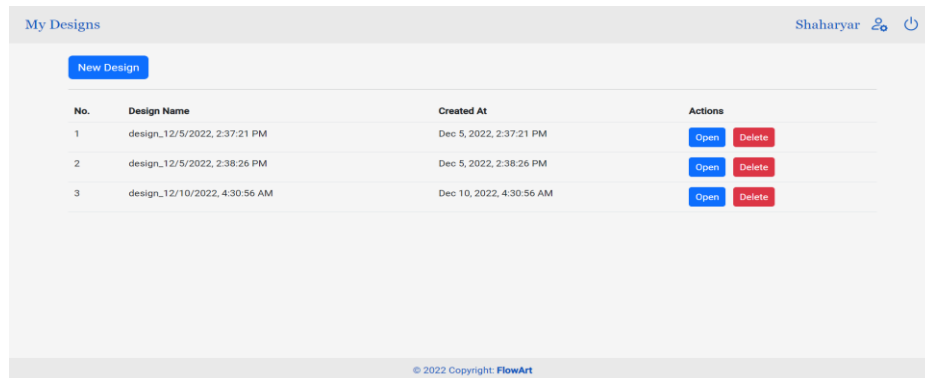 My Designs Shaharyar
New Design
No. Design Name Created At Actions
1 design_12/5/2022, 2:37:21 PM Dec 5, 2022, 2:37:21 PM Open Delete
2 design_12/5/2022, 2:38:26 PM Dec 5, 2022, 2:38:26 PM Open Delete
3 design_12/10/2022, 4:30:56 AM Dec 10, 2022, 4:30:56 AM Open Delete
© 2022 Copyright: FlowArt